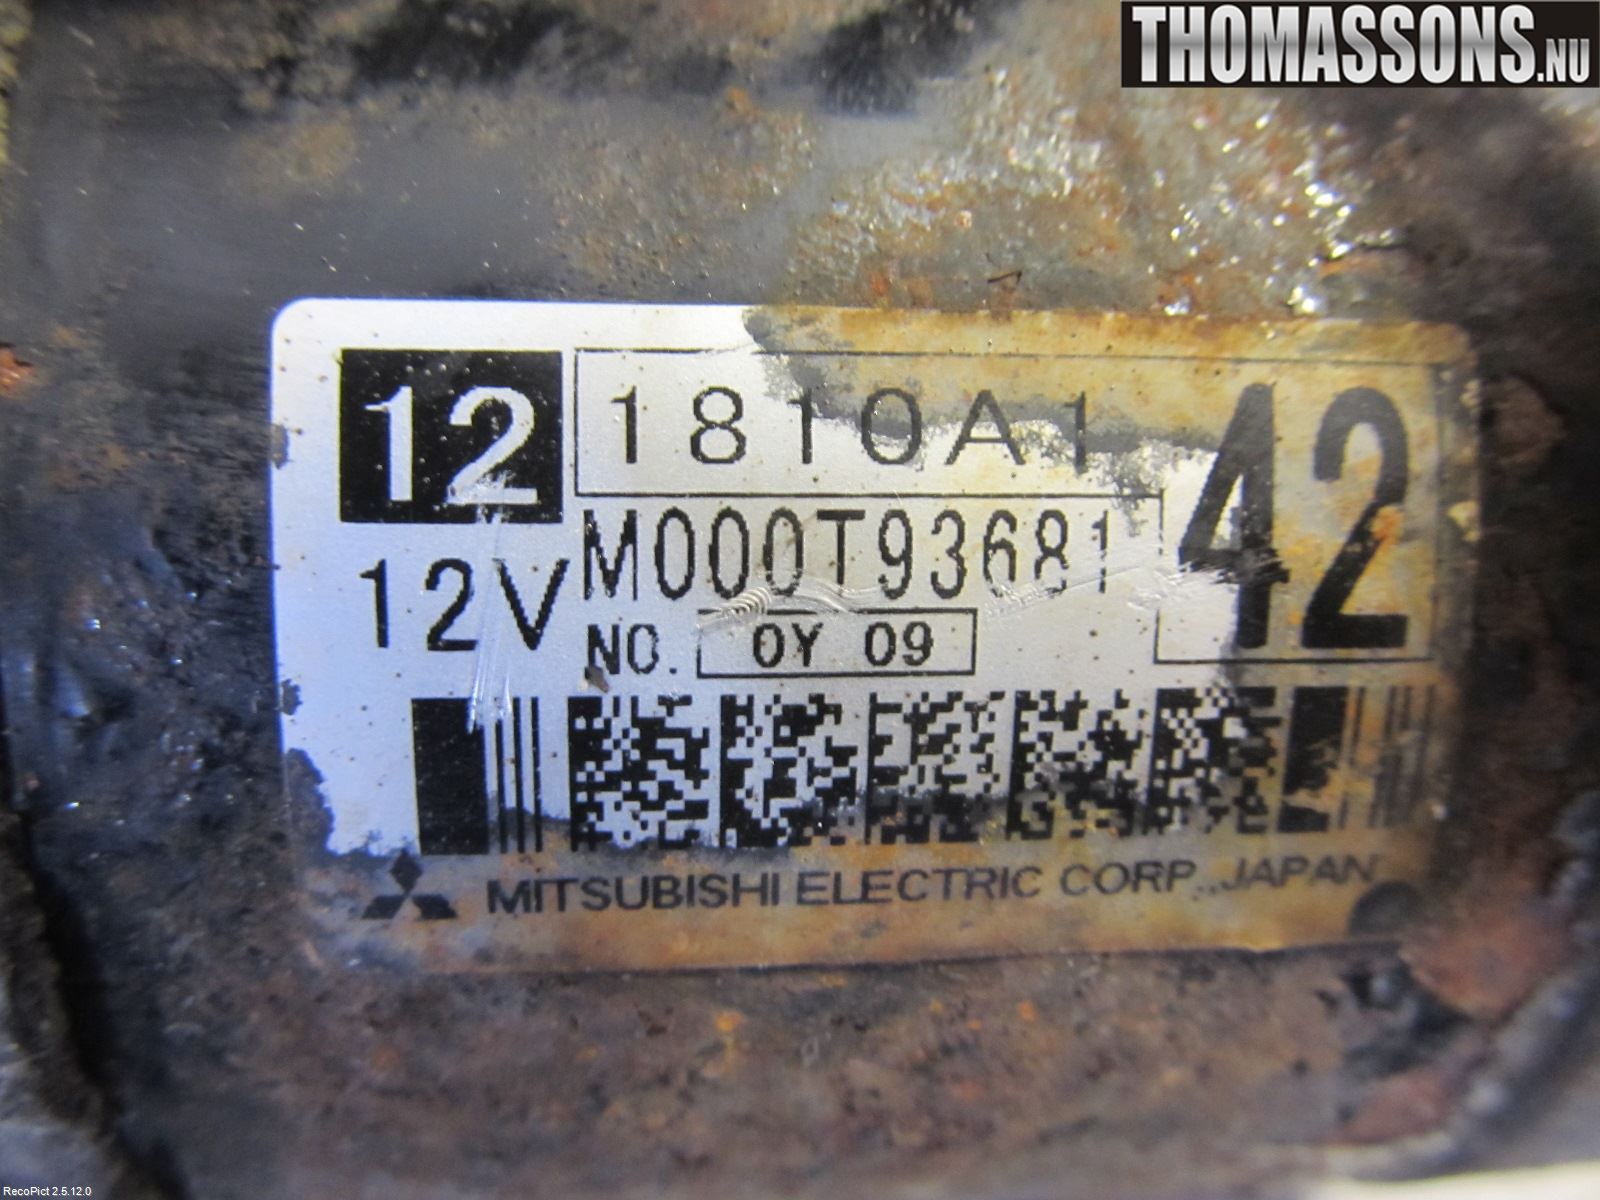 THOMASSONS.NU
12 1810A1 42
12V M000T93681
NO. 0Y 09
MITSUBISHI ELECTRIC CORP., JAPAN
RecoPict 2.5.12.0